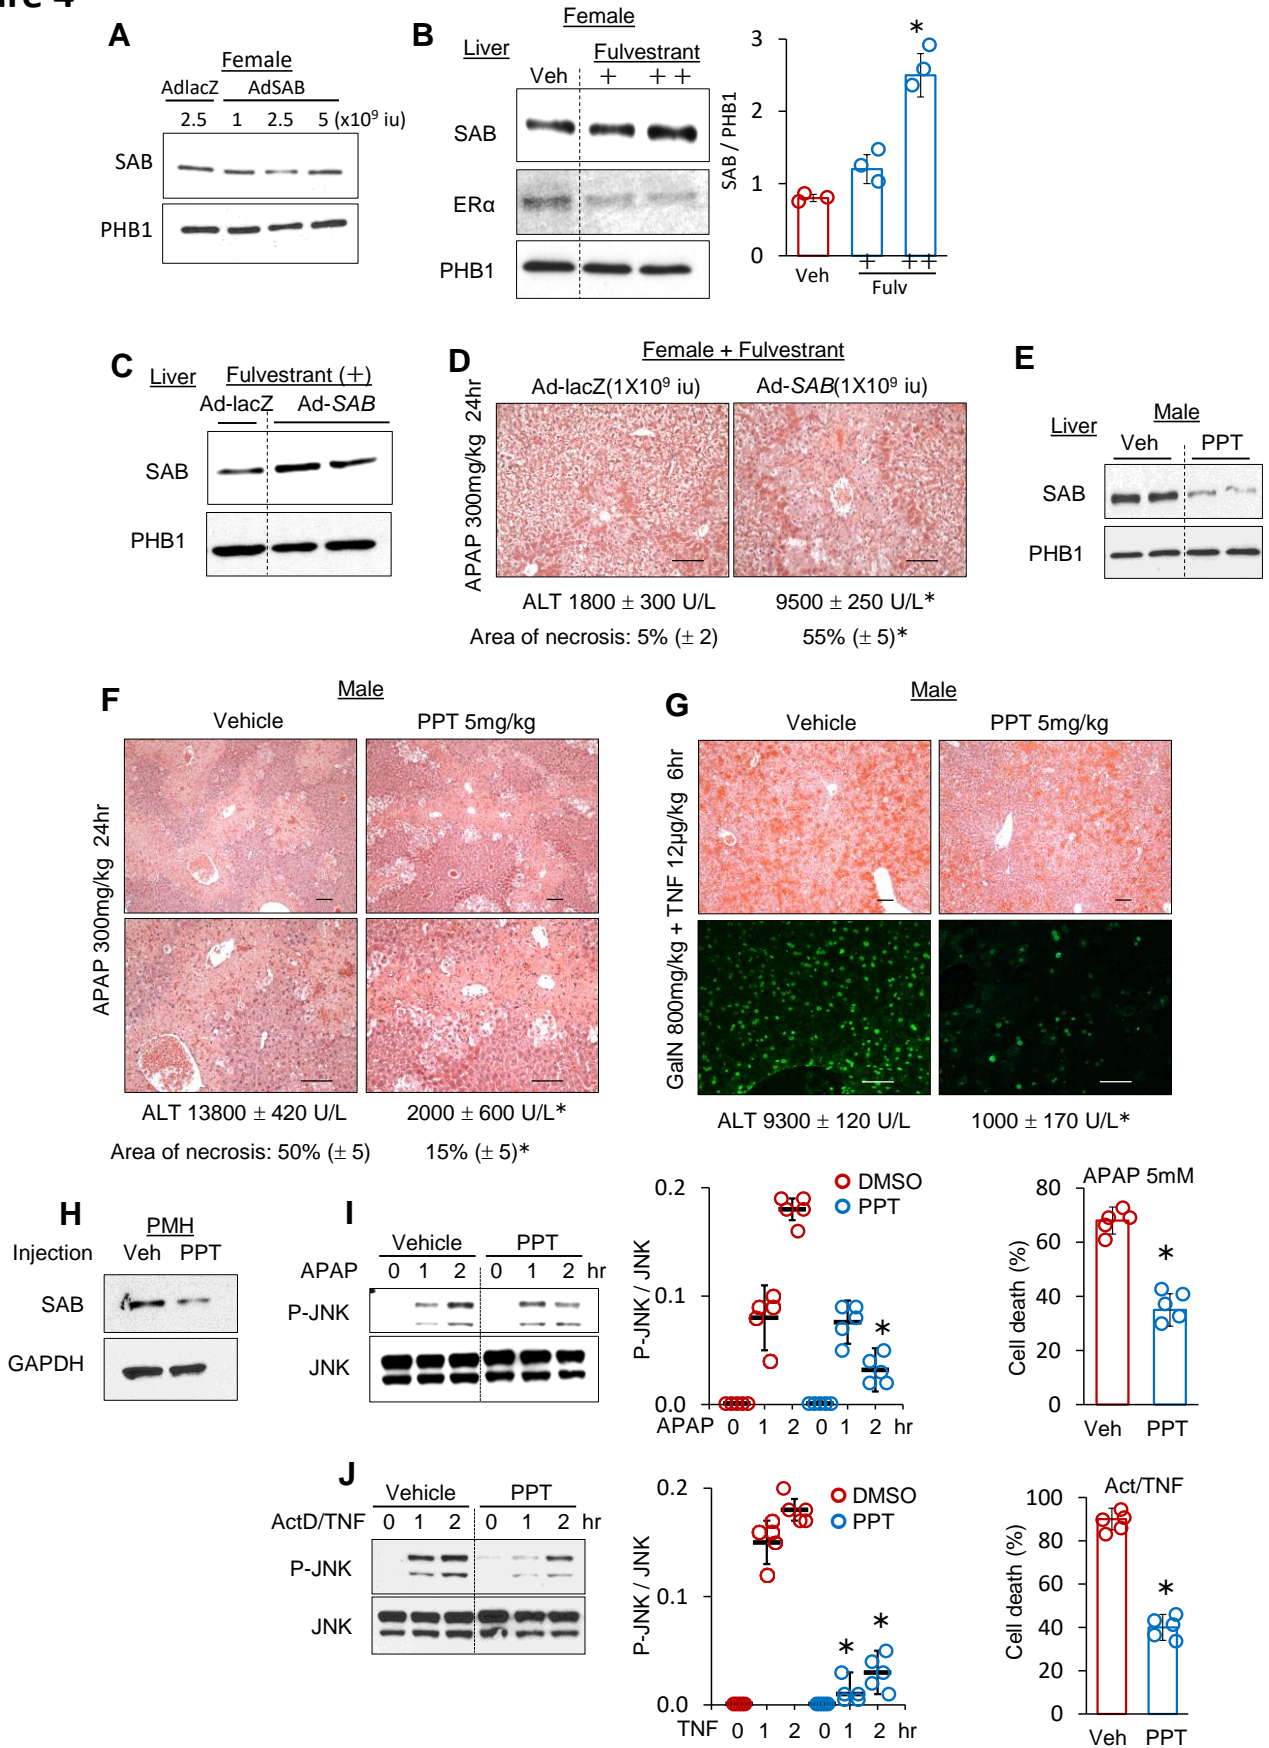 A
Female
AdlacZ AdSAB
2.5 1 2.5 5 (x10⁹ iu)
SAB
PHB1
B
Female
Liver Fulvestrant
Veh + ++
SAB
ERα
PHB1
SAB / PHB1
3
2
1
0
*
+ ++
Veh
Fulv
C
Liver Fulvestrant (+)
Ad-lacZ Ad-SAB
SAB
PHB1
D
Female + Fulvestrant
Ad-lacZ(1X10⁹ iu) Ad-SAB(1X10⁹ iu)
APAP 300mg/kg 24hr
ALT 1800 ± 300 U/L 9500 ± 250 U/L*
Area of necrosis: 5% (± 2) 55% (± 5)*
E
Male
Liver Veh PPT
SAB
PHB1
F
Male
Vehicle PPT 5mg/kg
APAP 300mg/kg 24hr
ALT 13800 ± 420 U/L 2000 ± 600 U/L*
Area of necrosis: 50% (± 5) 15% (± 5)*
G
Male
Vehicle PPT 5mg/kg
GalN 800mg/kg + TNF 12µg/kg 6hr
ALT 9300 ± 120 U/L 1000 ± 170 U/L*
H
PMH
Injection Veh PPT
SAB
GAPDH
I
Vehicle PPT
APAP 0 1 2 0 1 2 hr
P-JNK
JNK
P-JNK / JNK
0.2
0.1
0.0
DMSO
PPT
*
APAP 0 1 2 0 1 2 hr
APAP 5mM
Cell death (%)
80
60
40
20
0
*
Veh PPT
J
Vehicle PPT
ActD/TNF 0 1 2 0 1 2 hr
P-JNK
JNK
P-JNK / JNK
0.2
0.1
0.0
DMSO
PPT
* *
TNF 0 1 2 0 1 2 hr
Act/TNF
Cell death (%)
100
80
60
40
20
0
*
Veh PPT